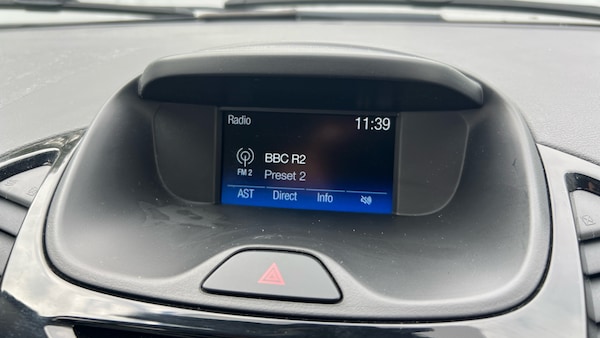 Radio 11:39
BBC R2
FM 2 Preset 2
AST Direct Info